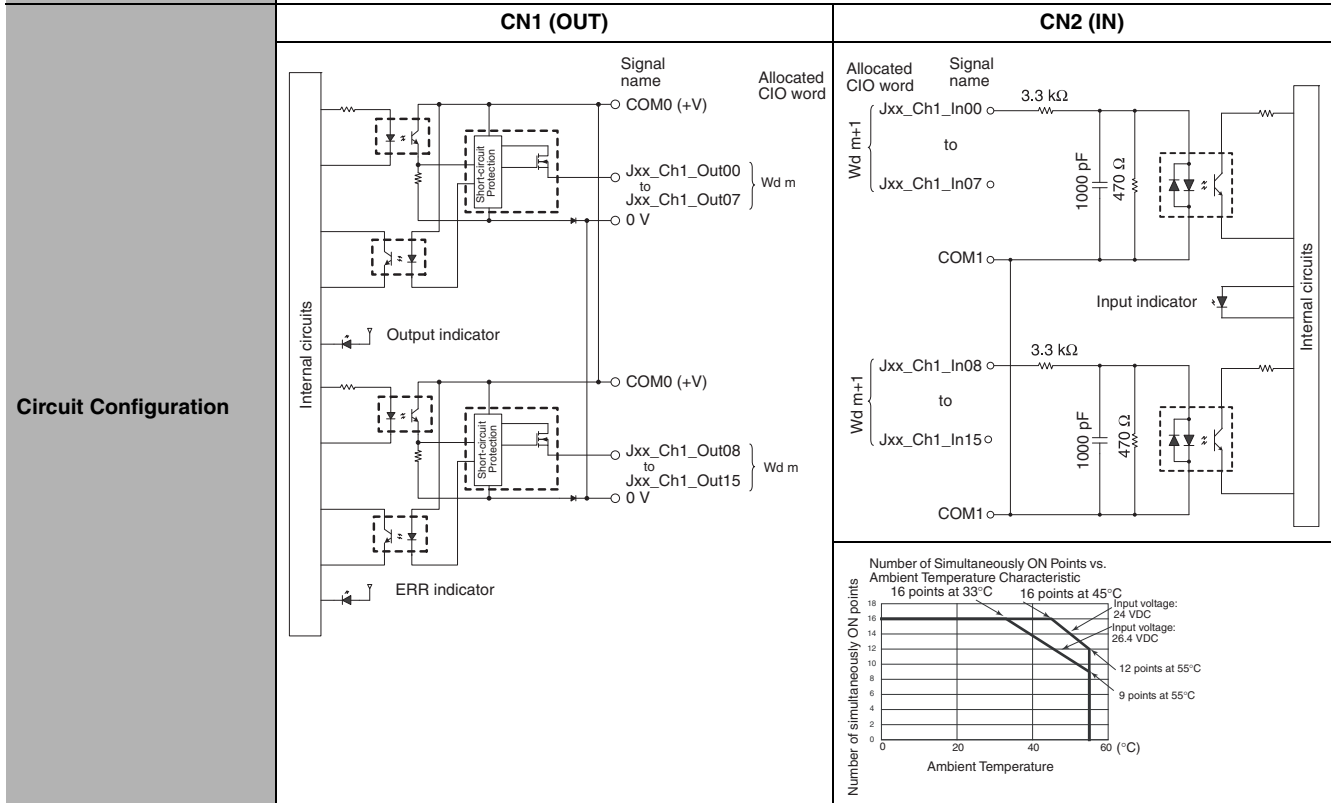 CN1 (OUT)
CN2 (IN)
Circuit Configuration
Internal circuits
Signal
name
Allocated
CIO word
COM0 (+V)
Short-circuit
Protection
Jxx_Ch1_Out00
to
Jxx_Ch1_Out07
Wd m
0 V
Output indicator
COM0 (+V)
Short-circuit
Protection
Jxx_Ch1_Out08
to
Jxx_Ch1_Out15
Wd m
0 V
ERR indicator
Allocated
CIO word
Signal
name
Wd m+1
Jxx_Ch1_In00
to
Jxx_Ch1_In07
3.3 kΩ
1000 pF
470 Ω
COM1
Input indicator
Internal circuits
Wd m+1
Jxx_Ch1_In08
to
Jxx_Ch1_In15
3.3 kΩ
1000 pF
470 Ω
COM1
Number of Simultaneously ON Points vs.
Ambient Temperature Characteristic
16 points at 33°C
16 points at 45°C
Input voltage:
24 VDC
Input voltage:
26.4 VDC
12 points at 55°C
9 points at 55°C
Number of simultaneously ON points
18
16
14
12
10
8
6
4
2
0
0
20
40
60 (°C)
Ambient Temperature